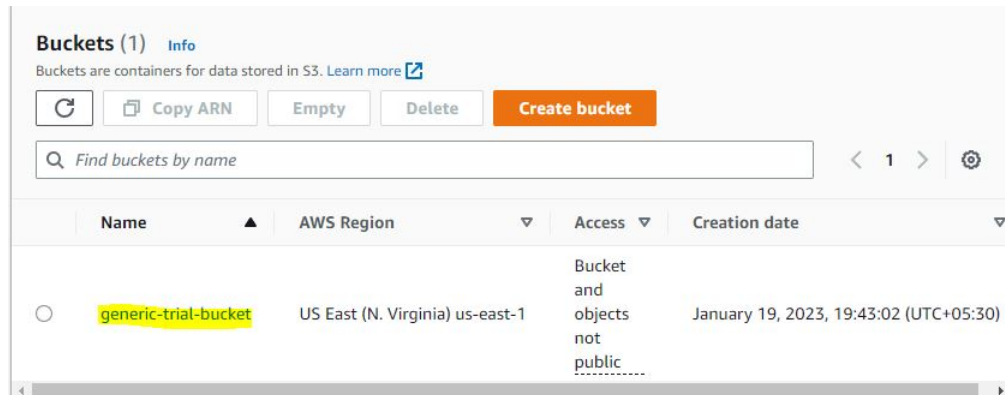 Buckets (1) Info
Buckets are containers for data stored in S3. Learn more
Copy ARN Empty Delete Create bucket
Find buckets by name
1
Name AWS Region Access Creation date
Bucket
and
generic-trial-bucket US East (N. Virginia) us-east-1 objects January 19, 2023, 19:43:02 (UTC+05:30)
not
public